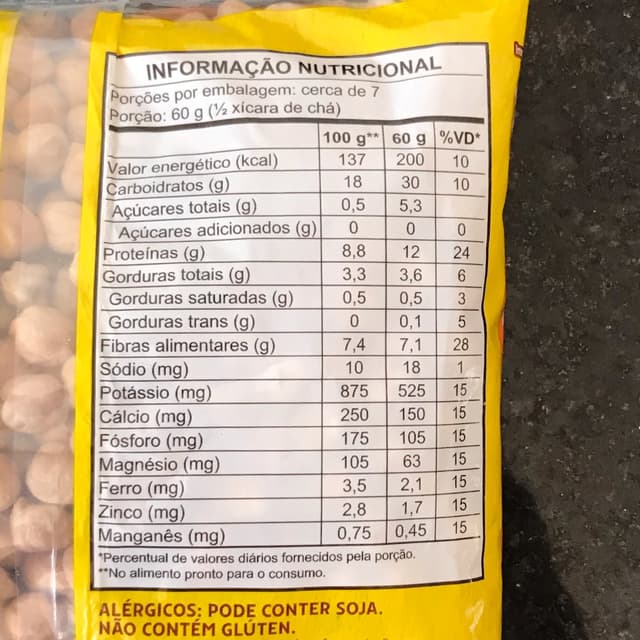 INFORMAÇÃO NUTRICIONAL
Porções por embalagem: cerca de 7
Porção: 60 g (½ xícara de chá)
100 g** 60 g %VD*
Valor energético (kcal) 137 200 10
Carboidratos (g) 18 30 10
Açúcares totais (g) 0,5 5,3
Açúcares adicionados (g) 0 0 0
Proteínas (g) 8,8 12 24
Gorduras totais (g) 3,3 3,6 6
Gorduras saturadas (g) 0,5 0,5 3
Gorduras trans (g) 0 0,1 5
Fibras alimentares (g) 7,4 7,1 28
Sódio (mg) 10 18 1
Potássio (mg) 875 525 15
Cálcio (mg) 250 150 15
Fósforo (mg) 175 105 15
Magnésio (mg) 105 63 15
Ferro (mg) 3,5 2,1 15
Zinco (mg) 2,8 1,7 15
Manganês (mg) 0,75 0,45 15
*Percentual de valores diários fornecidos pela porção.
**No alimento pronto para o consumo.
ALÉRGICOS: PODE CONTER SOJA.
NÃO CONTÉM GLÚTEN.